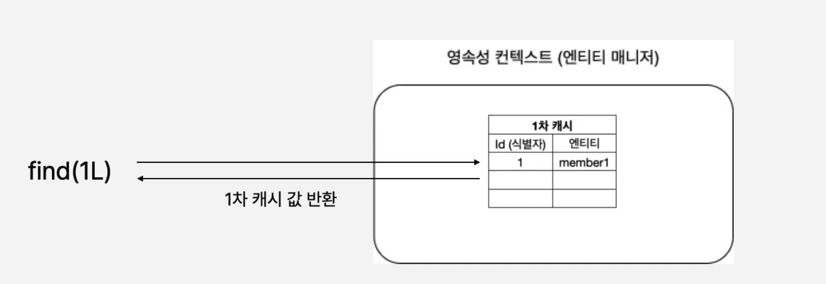 영속성 컨텍스트 (엔티티 매니저)
1차 캐시
Id (식별자) 엔티티
1 member1
find(1L)
1차 캐시 값 반환